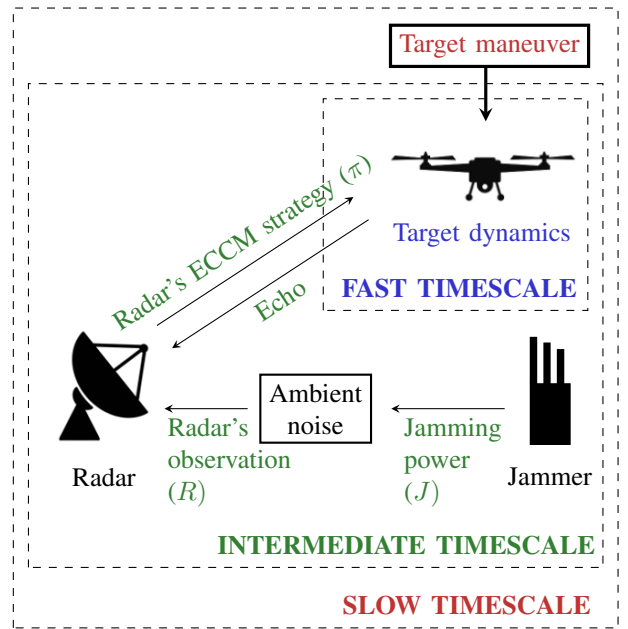 Target maneuver
Radar's ECCM strategy (π)
Target dynamics
FAST TIMESCALE
Echo
Ambient
noise
Radar's
observation
(R)
Jamming
power
(J)
Radar
Jammer
INTERMEDIATE TIMESCALE
SLOW TIMESCALE